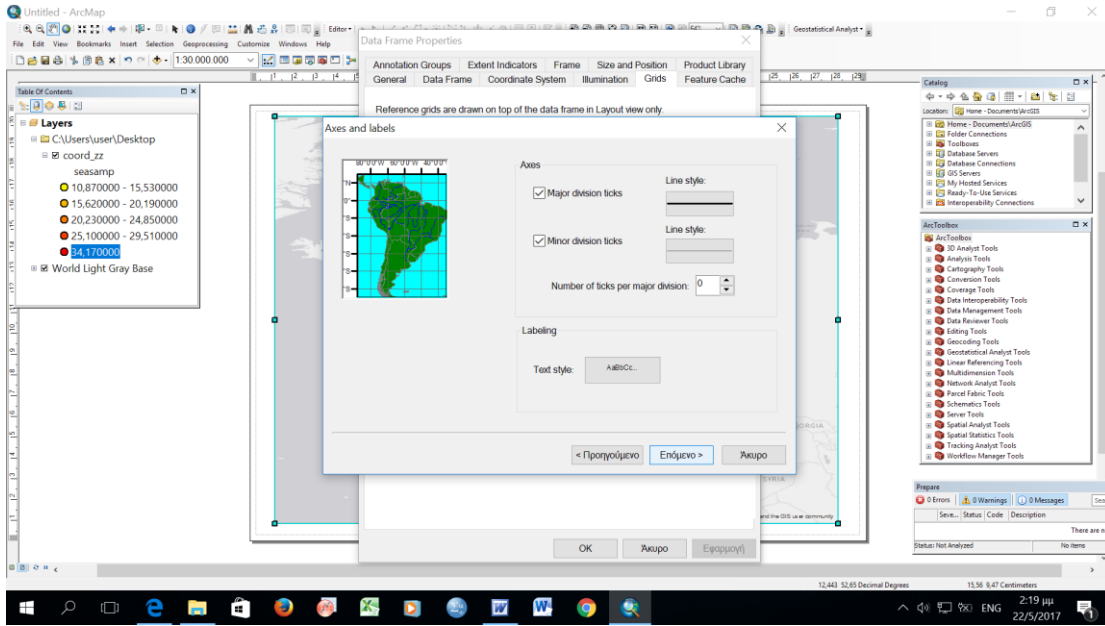 Untitled - ArcMap
Editor
Geostatistical Analyst
File Edit View Bookmarks Insert Selection Geoprocessing Customize Windows Help
1:30.000.000
Table Of Contents
Layers
C:\Users\user\Desktop
coord_zz
seasamp
10,870000 - 15,530000
15,620000 - 20,190000
20,230000 - 24,850000
25,100000 - 29,510000
34,170000
World Light Gray Base
Data Frame Properties
Annotation Groups Extent Indicators Frame Size and Position Product Library
General Data Frame Coordinate System Illumination Grids Feature Cache
Reference grids are drawn on top of the data frame in Layout view only.
Axes and labels
Axes
Major division ticks
Line style:
Minor division ticks
Line style:
Number of ticks per major division: 0
Labeling
Text style:
AaBbCc...
< Προηγούμενο
Επόμενο >
Άκυρο
SYRIA
OK
Άκυρο
Εφαρμογή
Catalog
Location: Home - Documents\ArcGIS
Home - Documents\ArcGIS
Folder Connections
Toolboxes
Database Servers
Database Connections
GIS Servers
My Hosted Services
Ready-To-Use Services
Interoperability Connections
ArcToolbox
ArcToolbox
3D Analyst Tools
Analysis Tools
Cartography Tools
Conversion Tools
Coverage Tools
Data Interoperability Tools
Data Management Tools
Data Reviewer Tools
Editing Tools
Geocoding Tools
Geostatistical Analyst Tools
Linear Referencing Tools
Multidimension Tools
Network Analyst Tools
Parcel Fabric Tools
Schematics Tools
Server Tools
Spatial Analyst Tools
Spatial Statistics Tools
Tracking Analyst Tools
Workflow Manager Tools
Prepare
0 Errors 0 Warnings 0 Messages
Status Code Description
There are n
Status: Not Analyzed No items
12,443 52,65 Decimal Degrees
15,56 9,47 Centimeters
ENG
2:19 μμ
22/5/2017